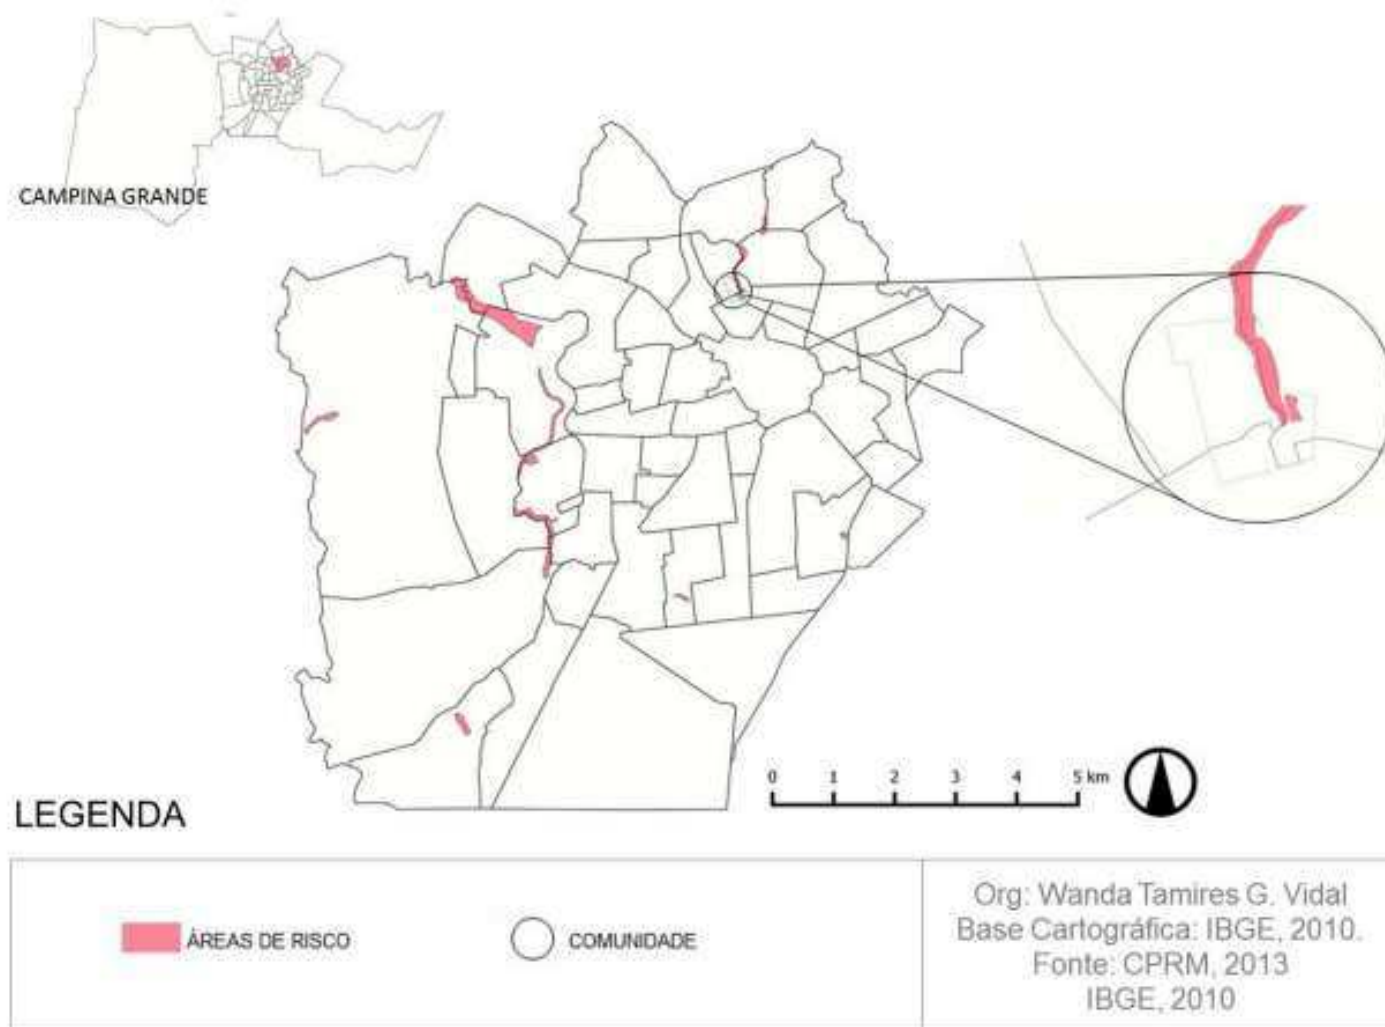 CAMPINA GRANDE
0 1 2 3 4 5 km
LEGENDA
ÁREAS DE RISCO
COMUNIDADE
Org: Wanda Tamires G. Vidal
Base Cartográfica: IBGE, 2010.
Fonte: CPRM, 2013
IBGE, 2010